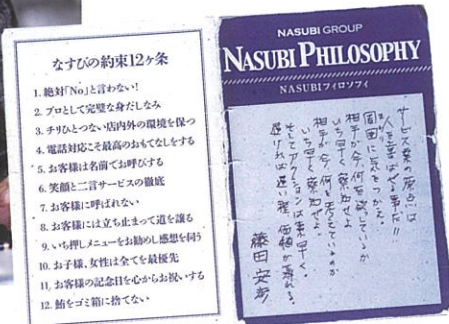 なすびの約束12ヶ条
1. 絶対「No」と言わない!
2. プロとして完璧な身だしなみ
3. チリひとつない店内外の環境を保つ
4. 電話対応こそ最高のおもてなしをする
5. お客様は名前でお呼びする
6. 笑顔と二言サービスの徹底
7. お客様に呼ばれない
8. お客様には立ち止まって道を譲る
9. いち押しメニューをお勧めし感想を伺う
10. お子様、女性は全てを最優先
11. お客様の記念日を心からお祝いする
12. 鮪をゴミ箱に捨てない
NASUBI GROUP
NASUBI PHILOSOPHY
NASUBIフィロソフィ
サービス業の原点は
人を喜ばせる事だ!!
周囲に気をつかえ。
相手が今、何を欲しているか
いち早く察知せよ
相手が今、何を考えているのか
いち早く察知せよ。
そしてアクションは素早く。
遅ければ遅い程、価値が薄れる。
藤田